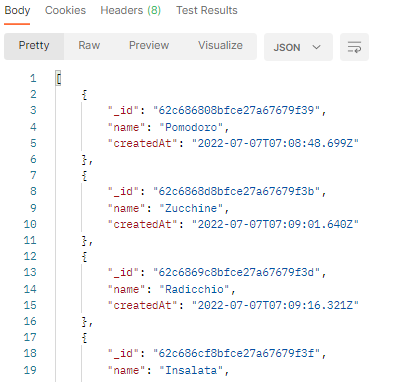 Body Cookies Headers (8) Test Results
Pretty Raw Preview Visualize JSON
1 [
2 {
3 "_id": "62c686808bfce27a67679f39",
4 "name": "Pomodoro",
5 "createdAt": "2022-07-07T07:08:48.699Z"
6 },
7 {
8 "_id": "62c6868d8bfce27a67679f3b",
9 "name": "Zucchine",
10 "createdAt": "2022-07-07T07:09:01.640Z"
11 },
12 {
13 "_id": "62c6869c8bfce27a67679f3d",
14 "name": "Radicchio",
15 "createdAt": "2022-07-07T07:09:16.321Z"
16 },
17 {
18 "_id": "62c686cf8bfce27a67679f3f",
19 "name": "Insalata",